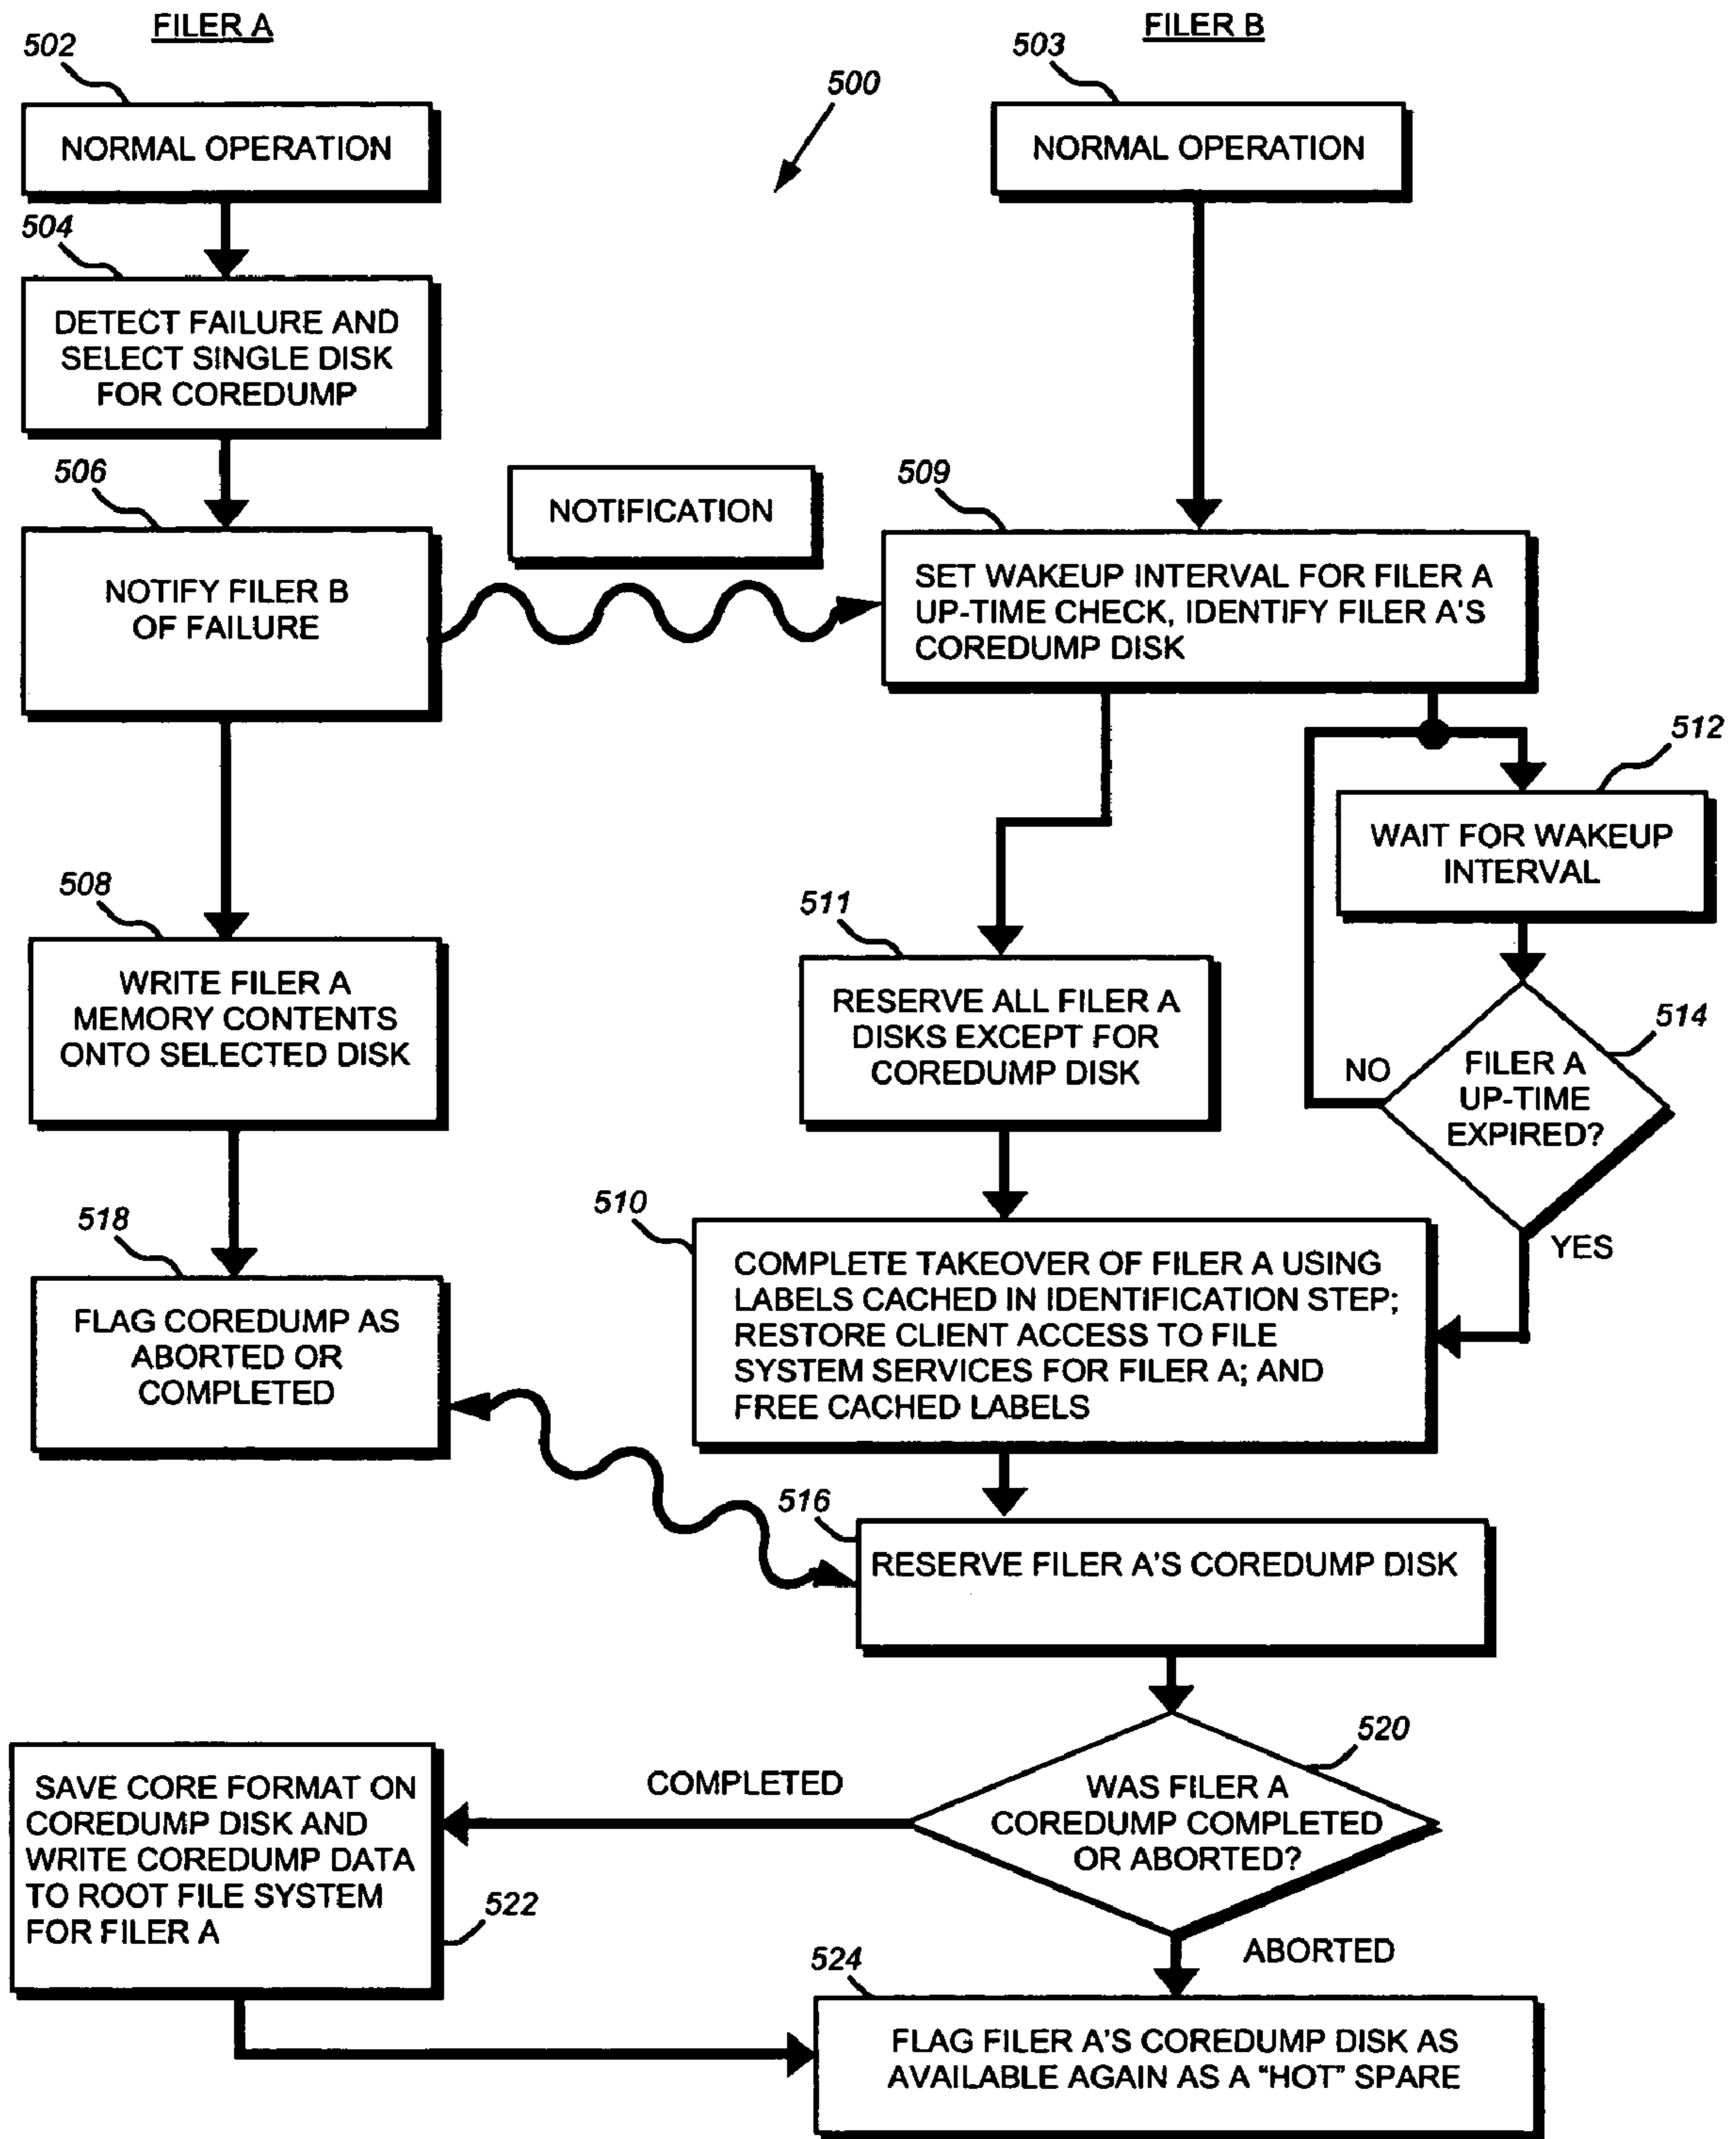 FILER A
FILER B
502
503
500
NORMAL OPERATION
NORMAL OPERATION
504
DETECT FAILURE AND
SELECT SINGLE DISK
FOR COREDUMP
506
NOTIFICATION
509
NOTIFY FILER B
OF FAILURE
SET WAKEUP INTERVAL FOR FILER A
UP-TIME CHECK, IDENTIFY FILER A'S
COREDUMP DISK
512
WAIT FOR WAKEUP
INTERVAL
508
511
WRITE FILER A
MEMORY CONTENTS
ONTO SELECTED DISK
RESERVE ALL FILER A
DISKS EXCEPT FOR
COREDUMP DISK
514
NO
FILER A
UP-TIME
EXPIRED?
YES
518
510
FLAG COREDUMP AS
ABORTED OR
COMPLETED
COMPLETE TAKEOVER OF FILER A USING
LABELS CACHED IN IDENTIFICATION STEP;
RESTORE CLIENT ACCESS TO FILE
SYSTEM SERVICES FOR FILER A; AND
FREE CACHED LABELS
516
RESERVE FILER A'S COREDUMP DISK
520
WAS FILER A
COREDUMP COMPLETED
OR ABORTED?
COMPLETED
SAVE CORE FORMAT ON
COREDUMP DISK AND
WRITE COREDUMP DATA
TO ROOT FILE SYSTEM
FOR FILER A
522
ABORTED
524
FLAG FILER A'S COREDUMP DISK AS
AVAILABLE AGAIN AS A "HOT" SPARE